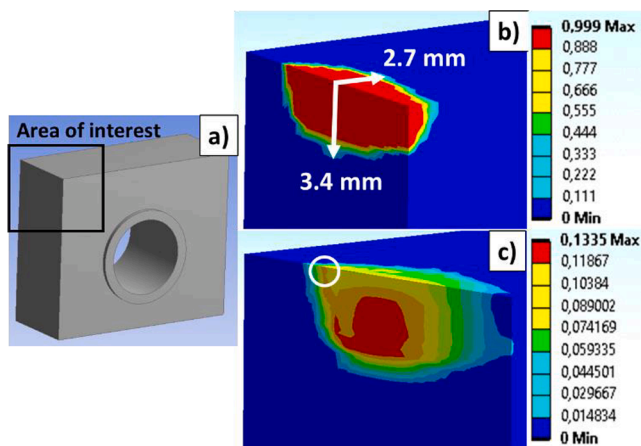 a)
Area of interest
b)
2.7 mm
3.4 mm
0,999 Max
0,888
0,777
0,666
0,555
0,444
0,333
0,222
0,111
0 Min
c)
0,1335 Max
0,11867
0,10384
0,089002
0,074169
0,059335
0,044501
0,029667
0,014834
0 Min